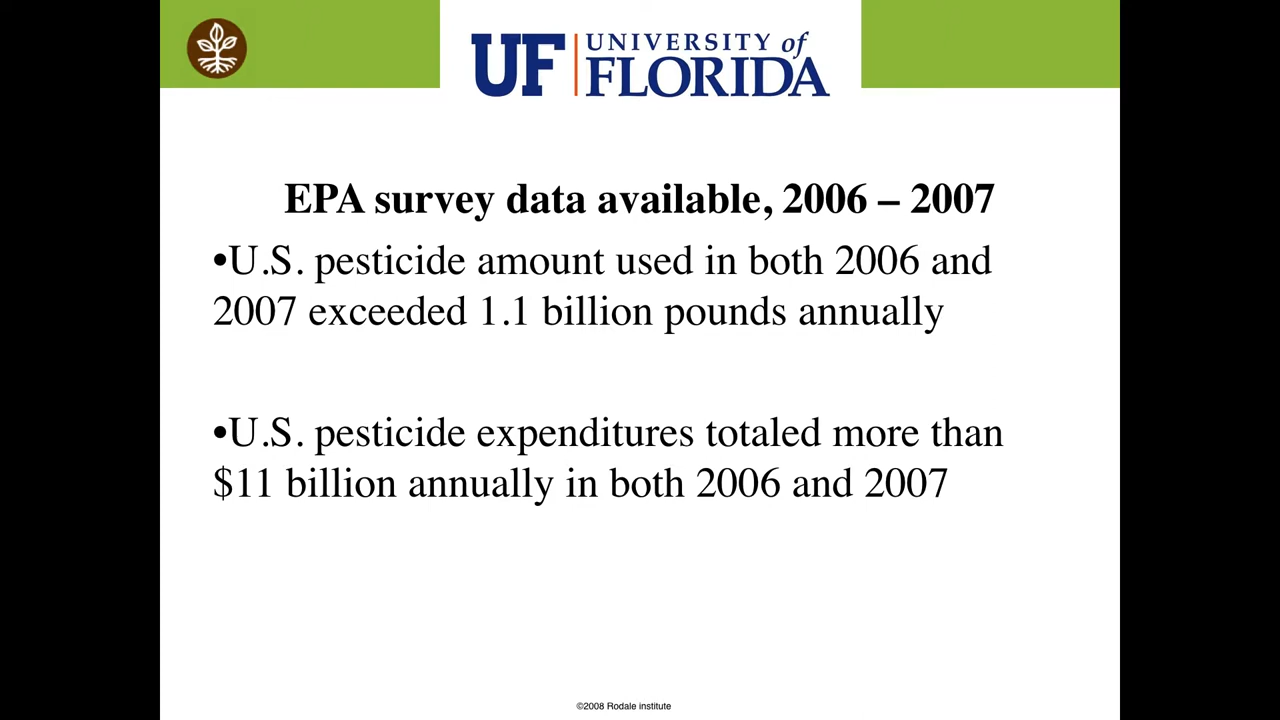 UF UNIVERSITY of
FLORIDA
EPA survey data available, 2006 – 2007
•U.S. pesticide amount used in both 2006 and
2007 exceeded 1.1 billion pounds annually
•U.S. pesticide expenditures totaled more than
$11 billion annually in both 2006 and 2007
©2008 Rodale institute